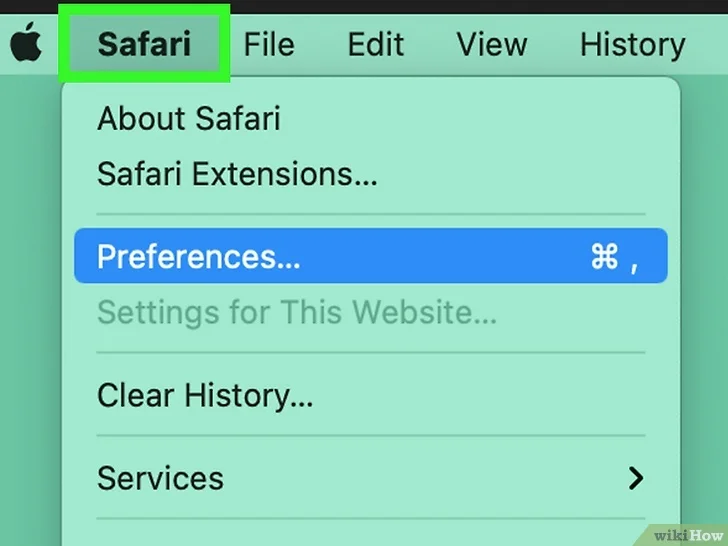 Safari File Edit View History
About Safari
Safari Extensions...
Preferences... ⌘ ,
Settings for This Website...
Clear History...
Services
wikiHow